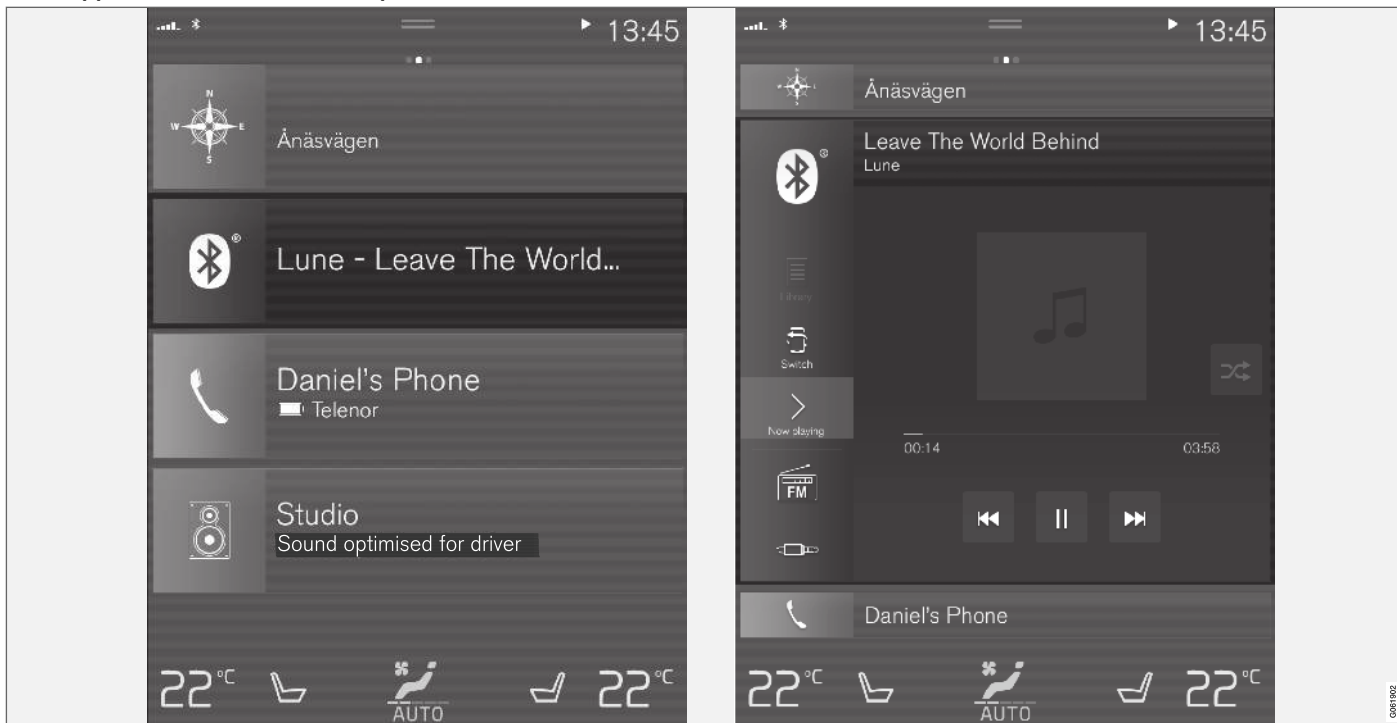 13:45
N
W
E
S
Ånäsvägen
®
Lune - Leave The World...
Daniel's Phone
Telenor
Studio
Sound optimised for driver
22°C
AUTO
22°C
13:45
Ånäsvägen
®
Leave The World Behind
Lune
Library
Switch
Now playing
00:14
03:58
FM
Daniel's Phone
22°C
AUTO
22°C
G061902